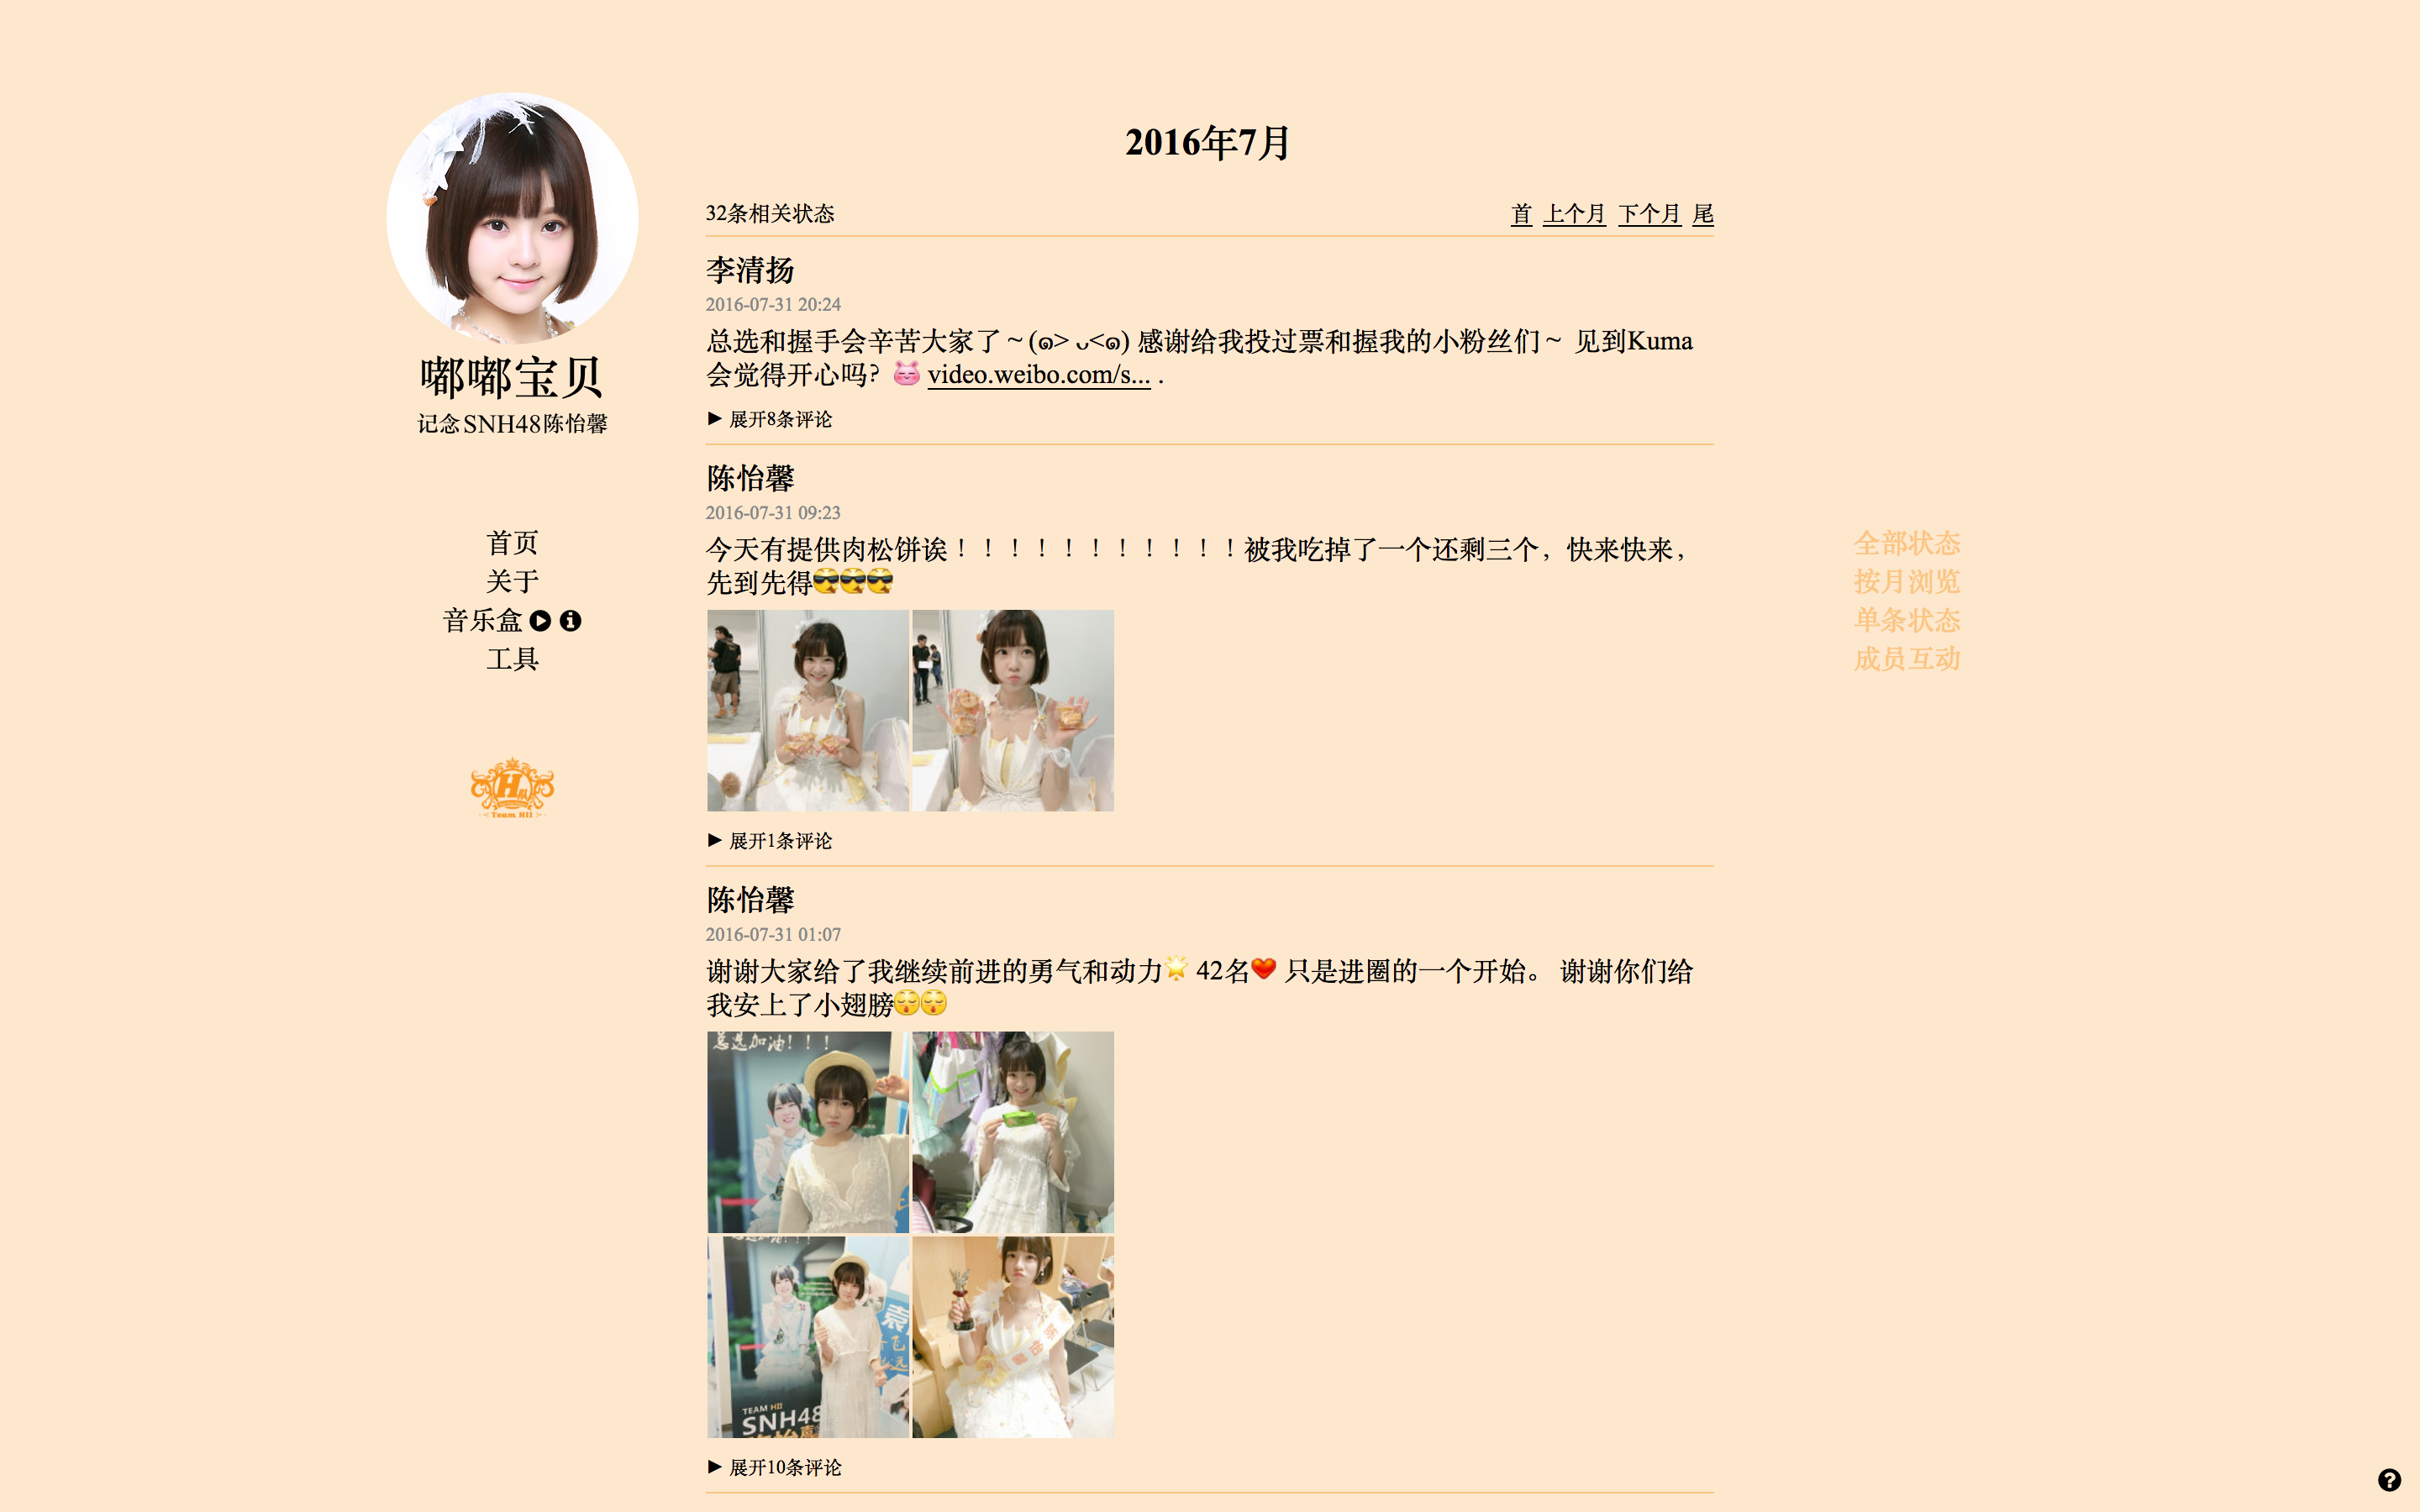 嘟嘟宝贝
记念SNH48陈怡馨
首页
关于
音乐盒
工具
Team HII
2016年7月
32条相关状态
首 上个月 下个月 尾
李清扬
2016-07-31 20:24
总选和握手会辛苦大家了～(๑> ᴗ<๑) 感谢给我投过票和握我的小粉丝们～ 见到Kuma
会觉得开心吗？ video.weibo.com/s... .
▶ 展开8条评论
陈怡馨
2016-07-31 09:23
今天有提供肉松饼诶！！！！！！！！！！！被我吃掉了一个还剩三个，快来快来，
先到先得😎😎😎
▶ 展开1条评论
陈怡馨
2016-07-31 01:07
谢谢大家给了我继续前进的勇气和动力🌟 42名❤ 只是进圈的一个开始。 谢谢你们给
我安上了小翅膀😌😌
总选加油！！！
TEAM HII
SNH48
陈怡馨
▶ 展开10条评论
全部状态
按月浏览
单条状态
成员互动